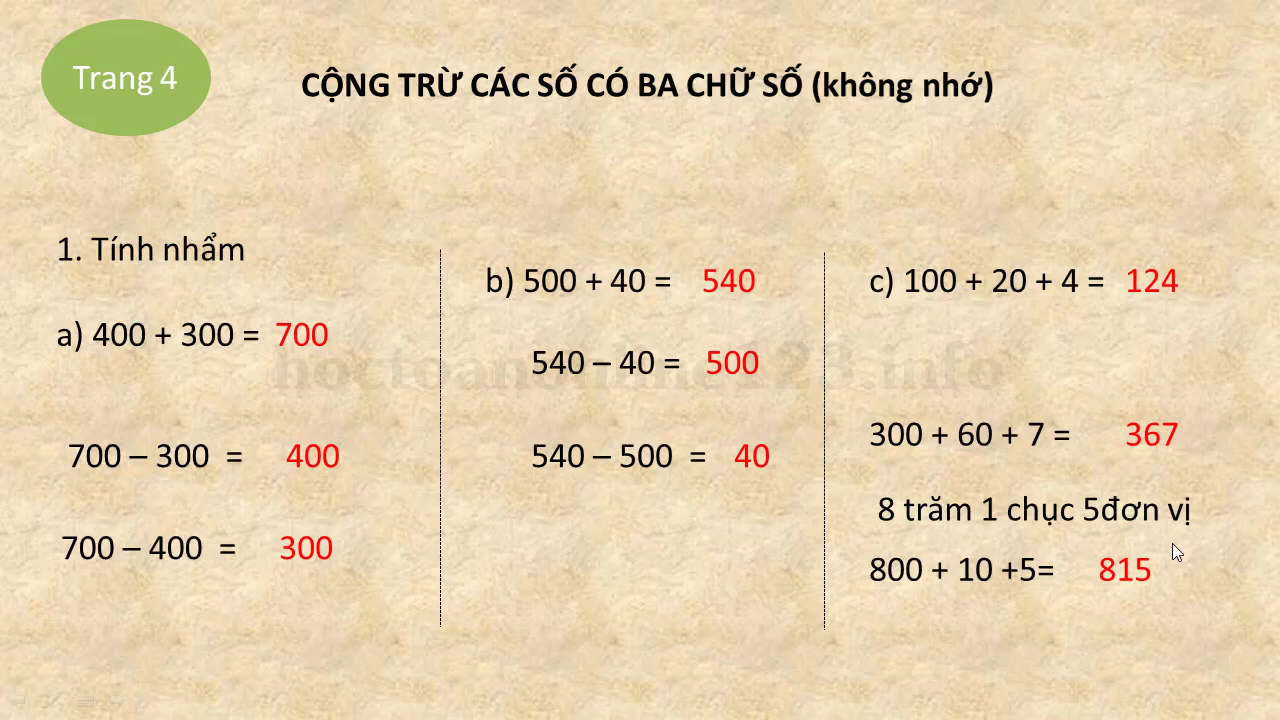 Trang 4
CỘNG TRỪ CÁC SỐ CÓ BA CHỮ SỐ (không nhớ)
1. Tính nhẩm
a) 400 + 300 = 700
700 – 300 = 400
700 – 400 = 300
b) 500 + 40 = 540
540 – 40 = 500
540 – 500 = 40
c) 100 + 20 + 4 = 124
300 + 60 + 7 = 367
8 trăm 1 chục 5đơn vị
800 + 10 +5= 815